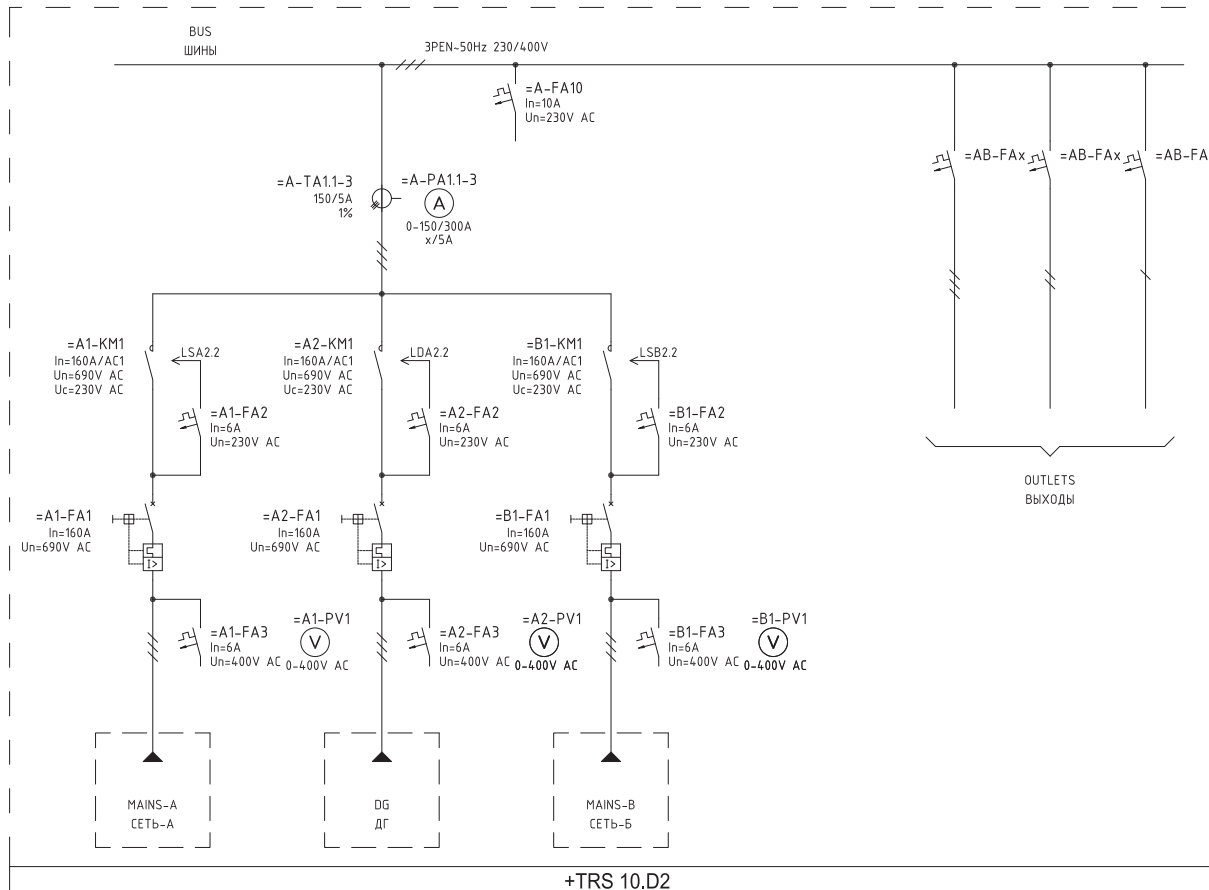 BUS
ШИНЫ
3PEN~50Hz 230/400V
=A-FA10
In=10A
Un=230V AC
=AB-FAx
=AB-FAx
=AB-FA
=A-TA1.1-3
150/5A
1%
=A-PA1.1-3
A
0-150/300A
x/5A
=A1-KM1
In=160A/AC1
Un=690V AC
Uc=230V AC
LSA2.2
=A2-KM1
In=160A/AC1
Un=690V AC
Uc=230V AC
LDA2.2
=B1-KM1
In=160A/AC1
Un=690V AC
Uc=230V AC
LSB2.2
=A1-FA2
In=6A
Un=230V AC
=A2-FA2
In=6A
Un=230V AC
=B1-FA2
In=6A
Un=230V AC
OUTLETS
ВЫХОДЫ
=A1-FA1
In=160A
Un=690V AC
I>
=A2-FA1
In=160A
Un=690V AC
I>
=B1-FA1
In=160A
Un=690V AC
I>
=A1-FA3
In=6A
Un=400V AC
=A1-PV1
V
0-400V AC
=A2-FA3
In=6A
Un=400V AC
=A2-PV1
V
0-400V AC
=B1-FA3
In=6A
Un=400V AC
=B1-PV1
V
0-400V AC
MAINS-A
СЕТЬ-А
DG
ДГ
MAINS-B
СЕТЬ-Б
+TRS 10.D2